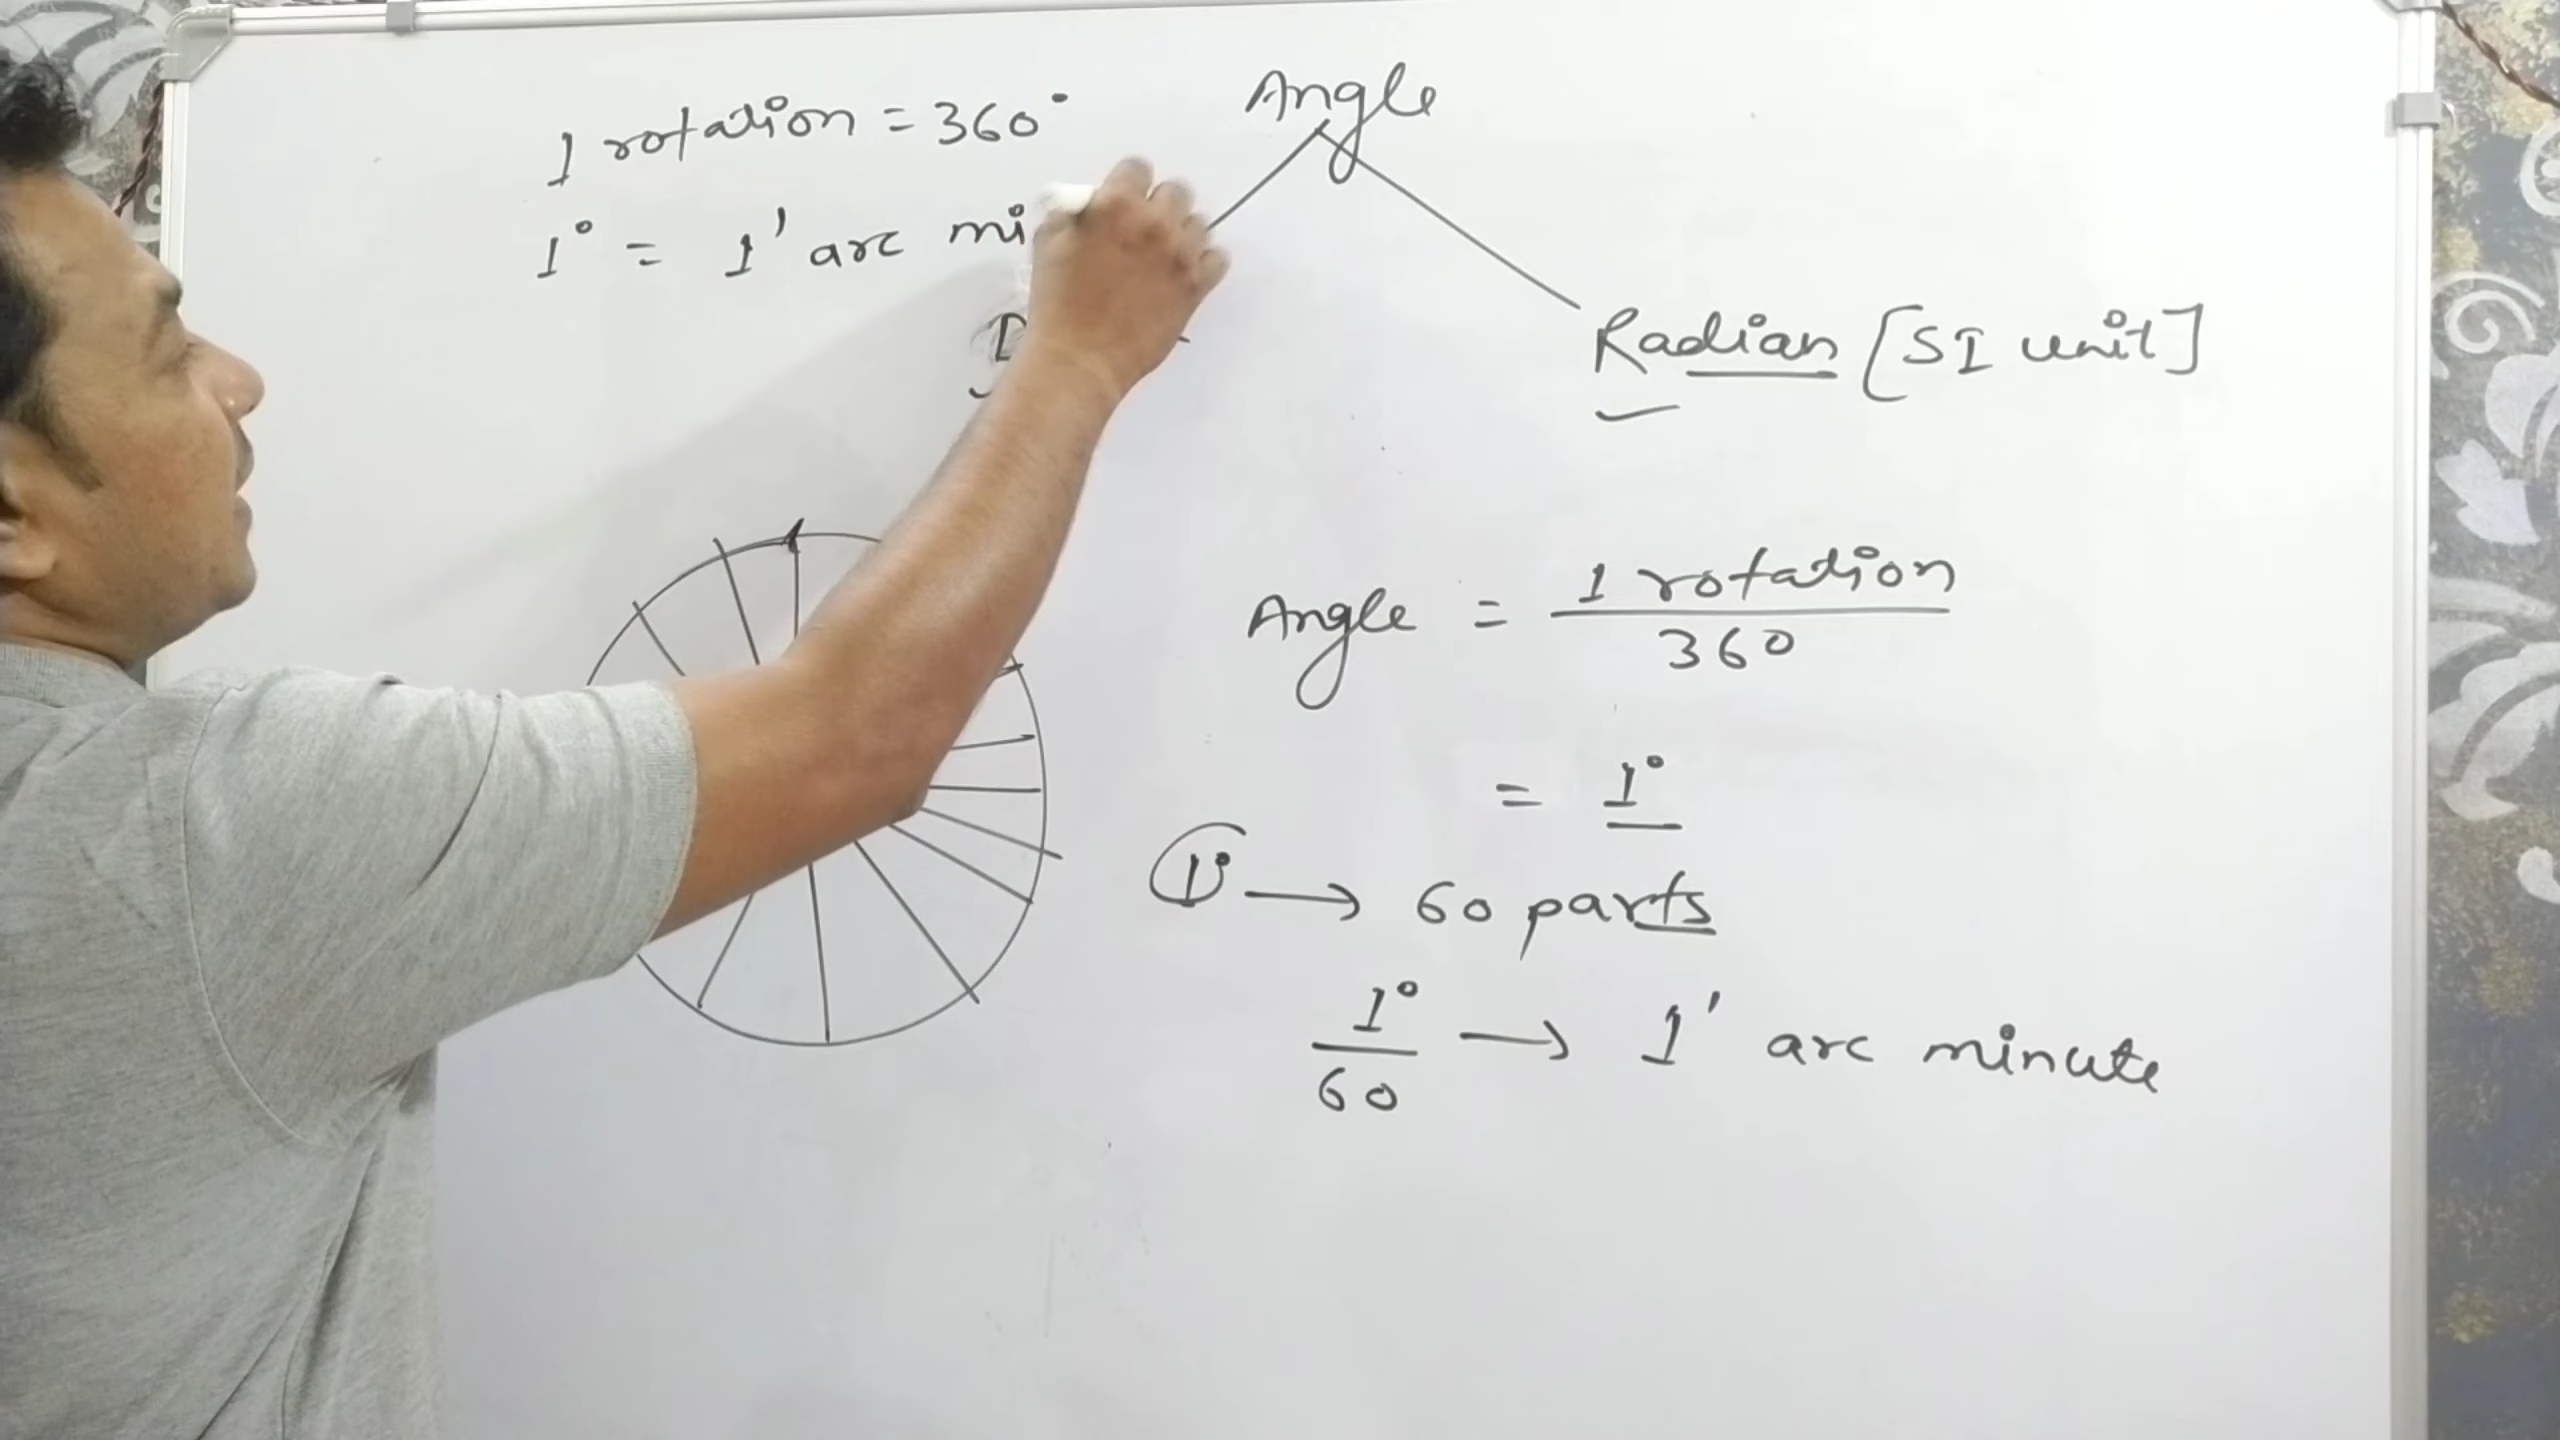 1 rotation = 360°
1° = 1' arc
Angle
Radian [SI unit]
Angle = 1 rotation / 360
= 1°
1° → 60 parts
1° / 60 → 1' arc minute